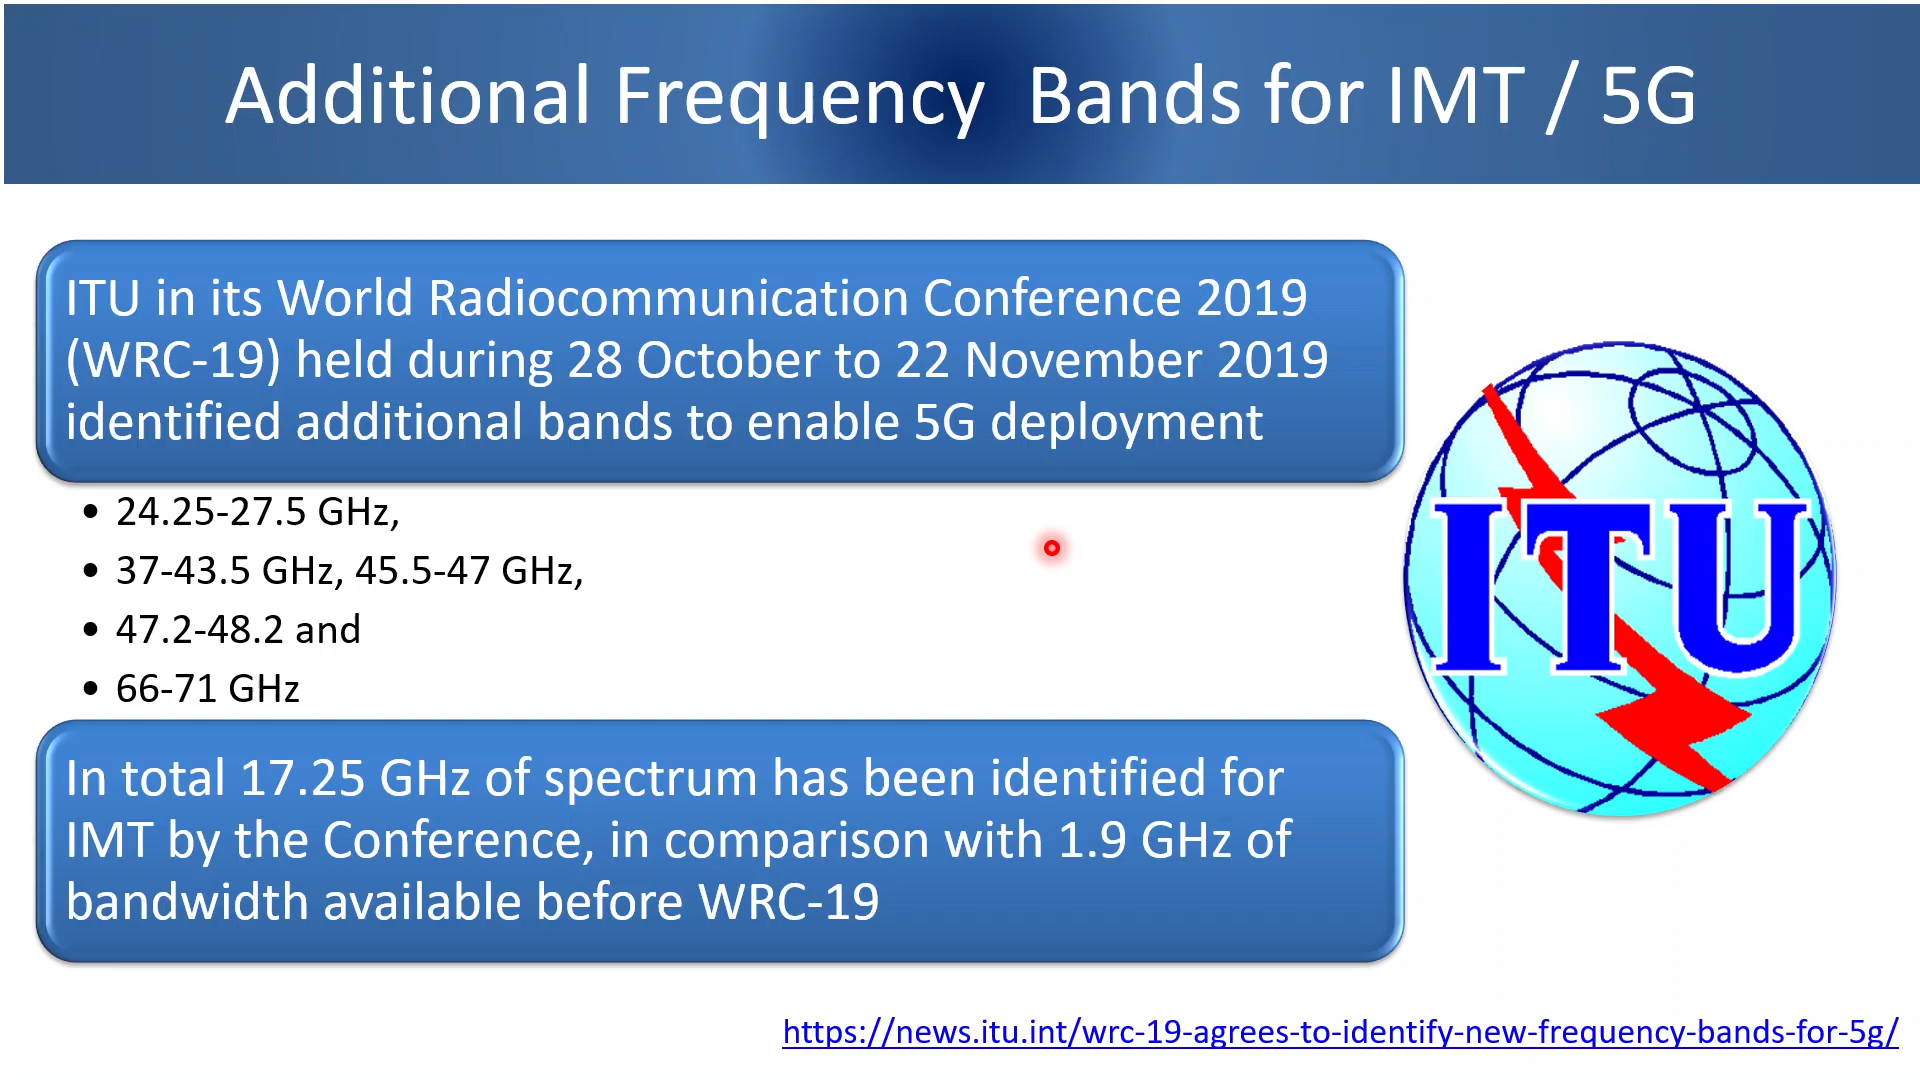 Additional Frequency  Bands for IMT / 5G
ITU in its World Radiocommunication Conference 2019
(WRC-19) held during 28 October to 22 November 2019
identified additional bands to enable 5G deployment
• 24.25-27.5 GHz,
• 37-43.5 GHz, 45.5-47 GHz,
• 47.2-48.2 and
• 66-71 GHz
ITU
In total 17.25 GHz of spectrum has been identified for
IMT by the Conference, in comparison with 1.9 GHz of
bandwidth available before WRC-19
https://news.itu.int/wrc-19-agrees-to-identify-new-frequency-bands-for-5g/